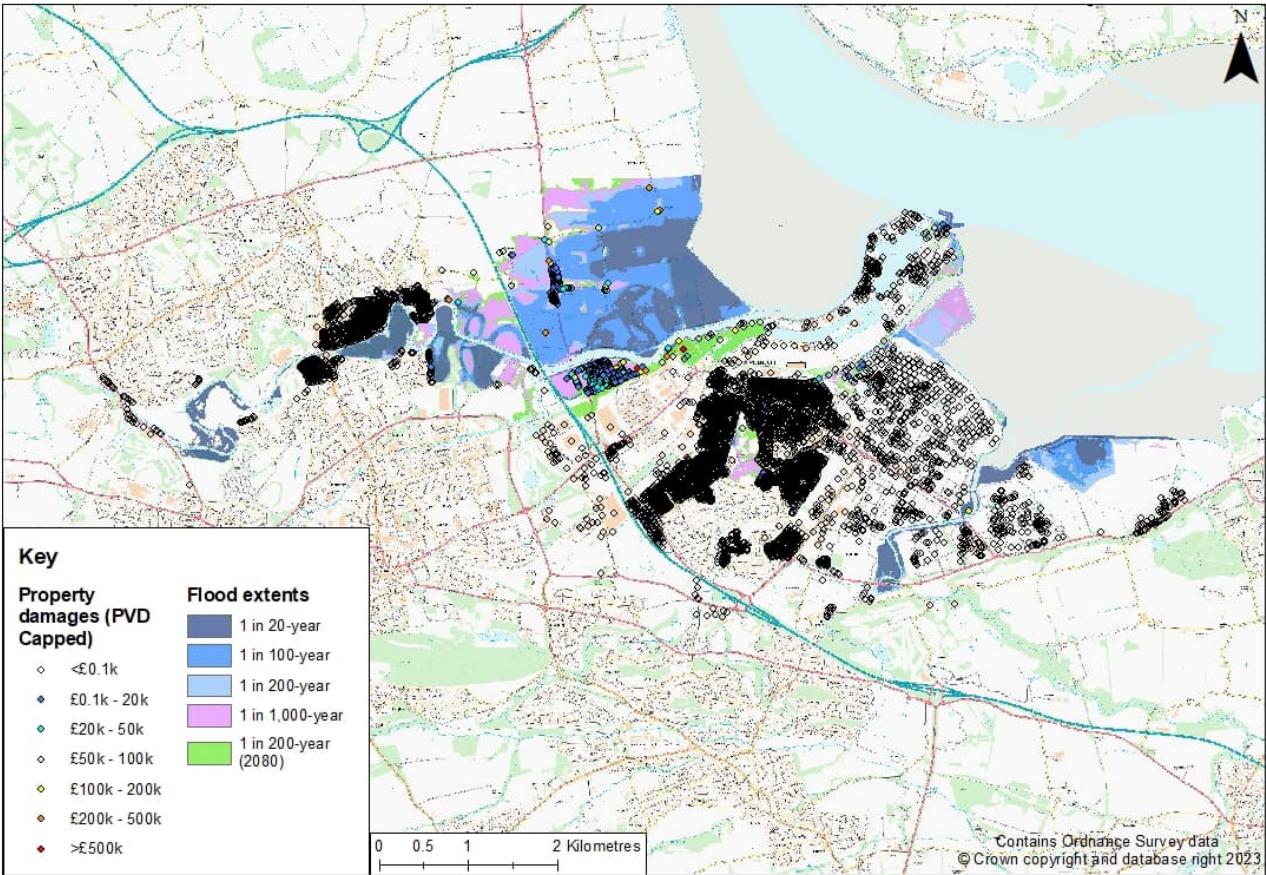 N
Key
Property
damages (PVD
Capped)
<£0.1k
£0.1k - 20k
£20k - 50k
£50k - 100k
£100k - 200k
£200k - 500k
>£500k
Flood extents
1 in 20-year
1 in 100-year
1 in 200-year
1 in 1,000-year
1 in 200-year
(2080)
0 0.5 1 2 Kilometres
Contains Ordnance Survey data
© Crown copyright and database right 2023